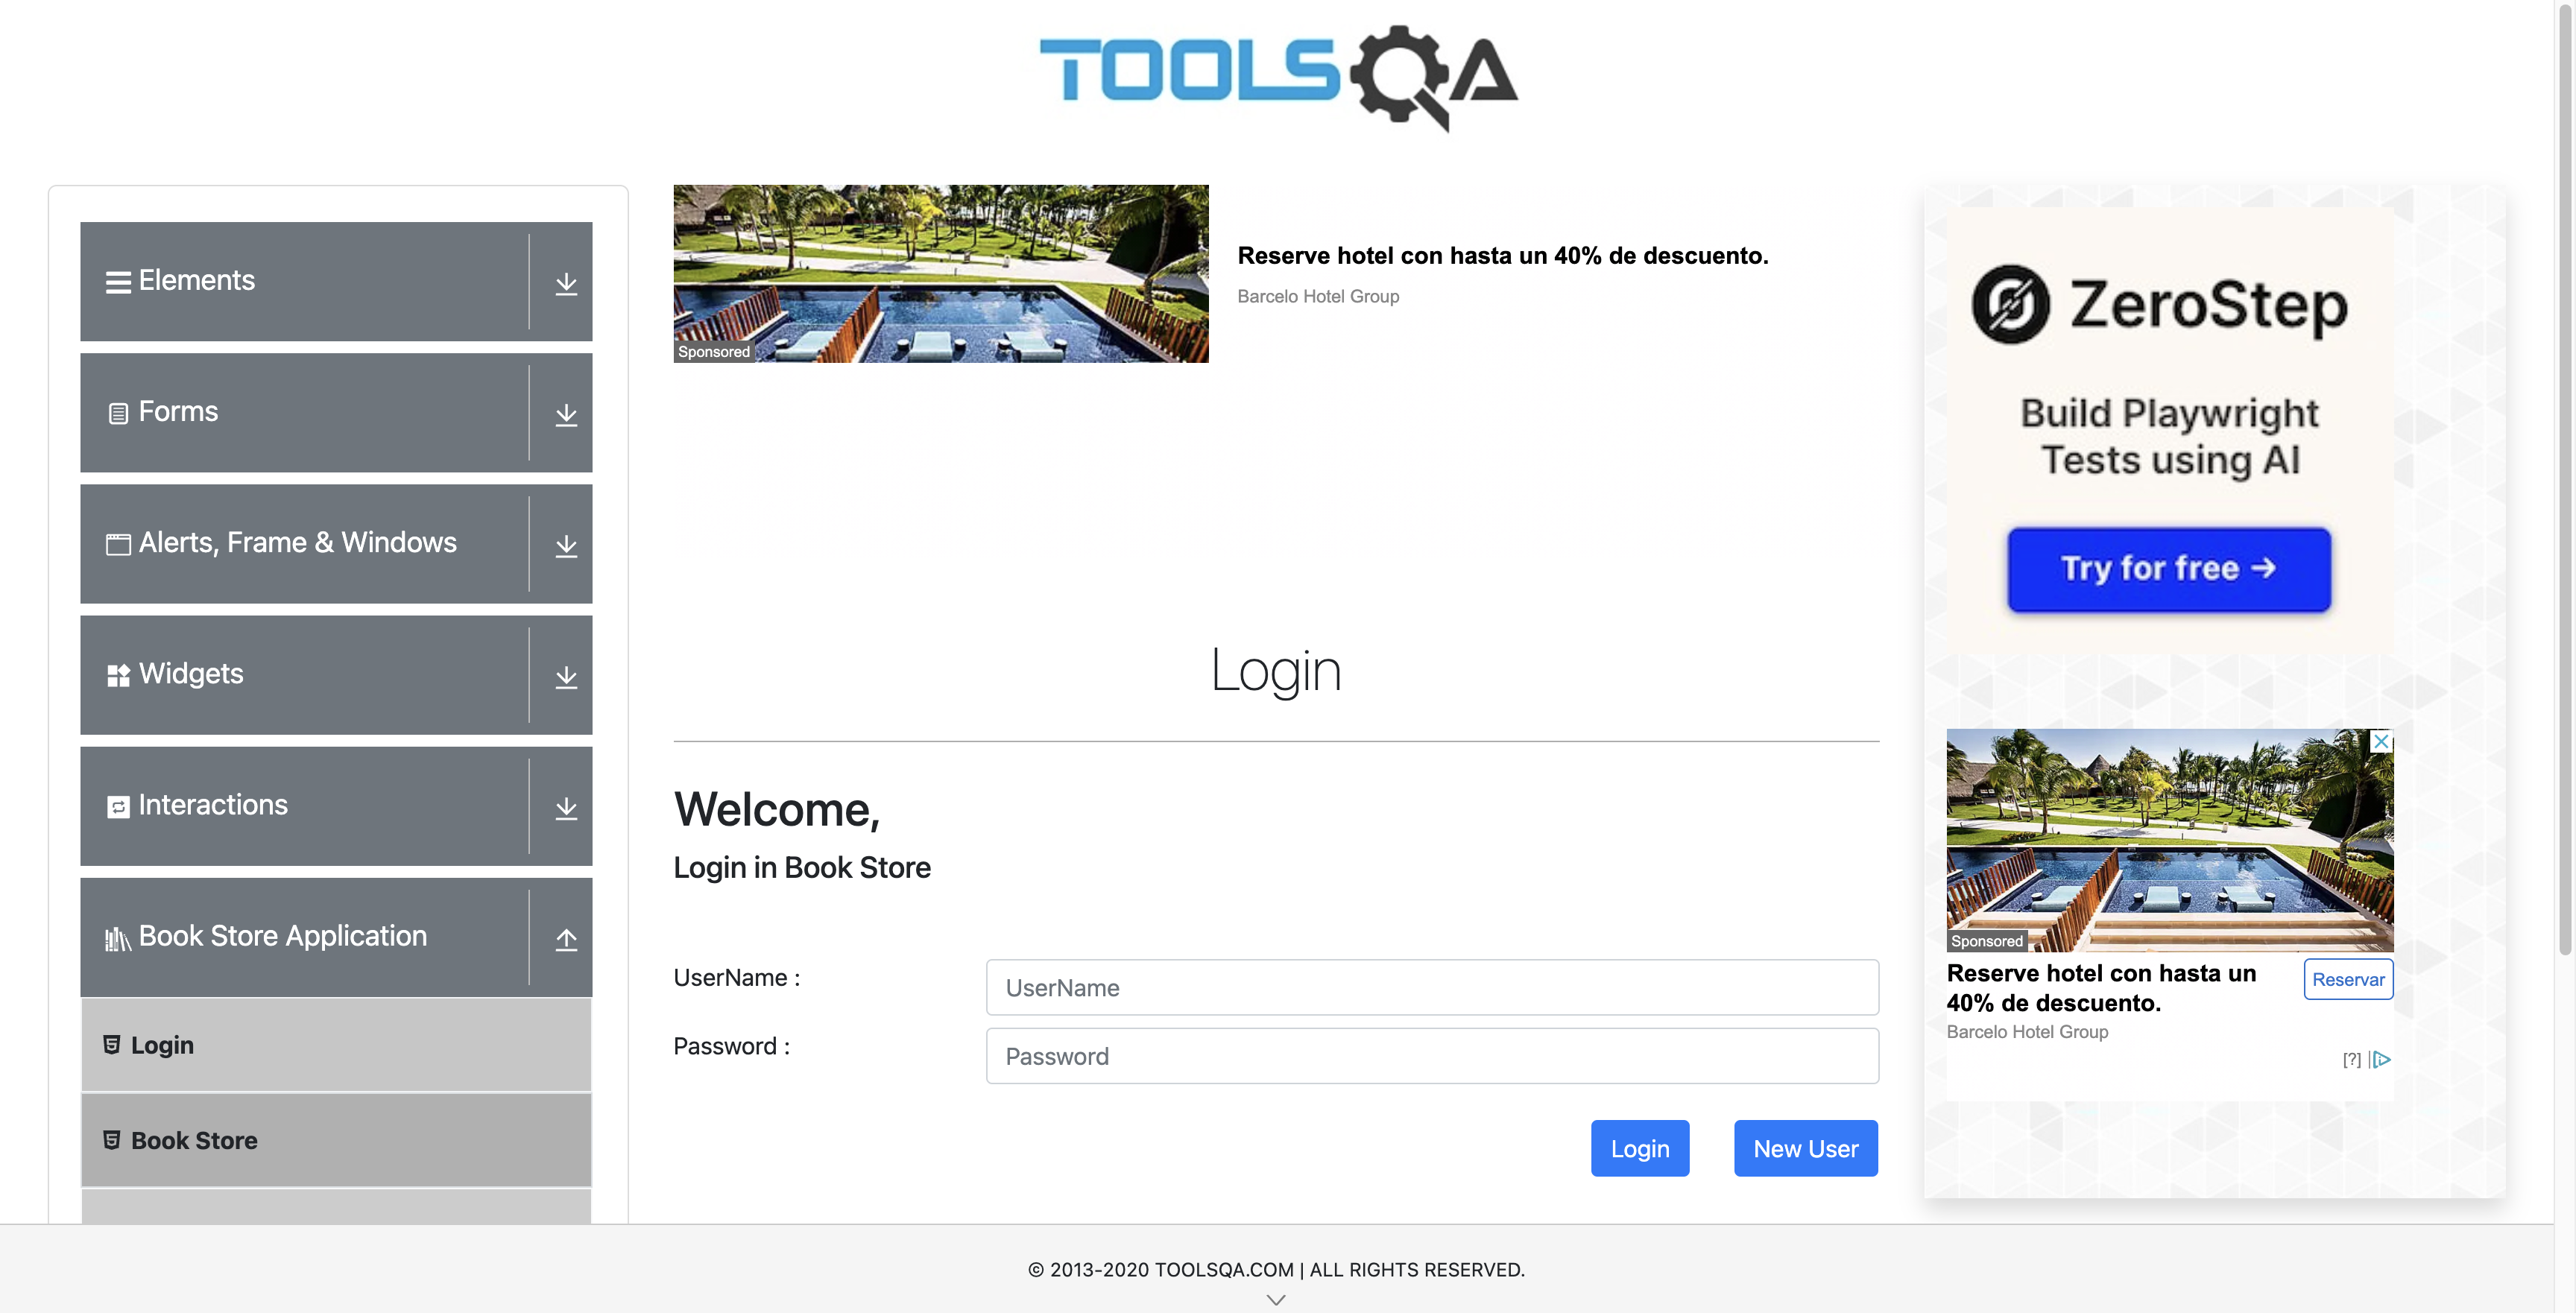 TOOLSQA
Elements
Forms
Alerts, Frame & Windows
Widgets
Interactions
Book Store Application
Login
Book Store
Sponsored
Reserve hotel con hasta un 40% de descuento.
Barcelo Hotel Group
Login
Welcome,
Login in Book Store
UserName :
UserName
Password :
Password
Login
New User
ZeroStep
Build Playwright
Tests using AI
Try for free →
Sponsored
Reserve hotel con hasta un
40% de descuento.
Reservar
Barcelo Hotel Group
[?]
© 2013-2020 TOOLSQA.COM | ALL RIGHTS RESERVED.